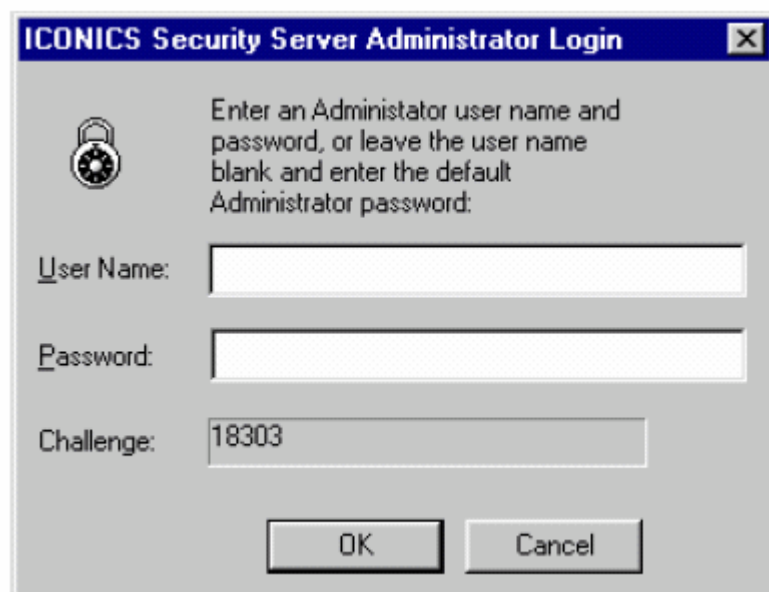 ICONICS Security Server Administrator Login
Enter an Administator user name and
password, or leave the user name
blank and enter the default
Administrator password:
User Name:
Password:
Challenge: 18303
OK Cancel